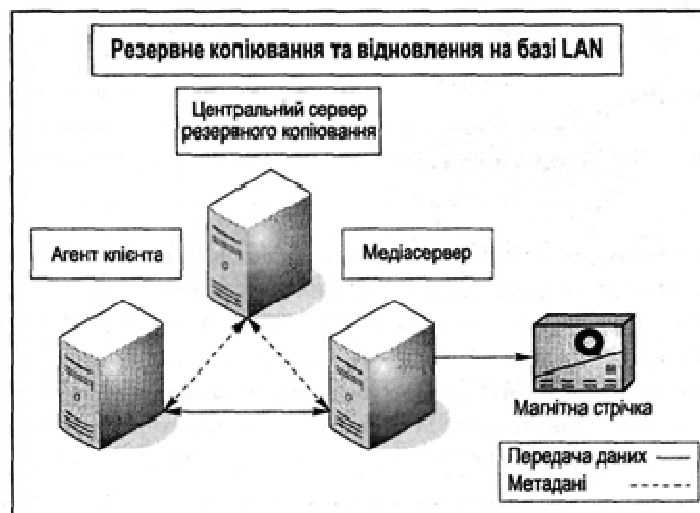 Резервне копіювання та відновлення на базі LAN
Центральний сервер
резервного копіювання
Агент клієнта
Медіасервер
Магнітна стрічка
Передача даних
Метадані